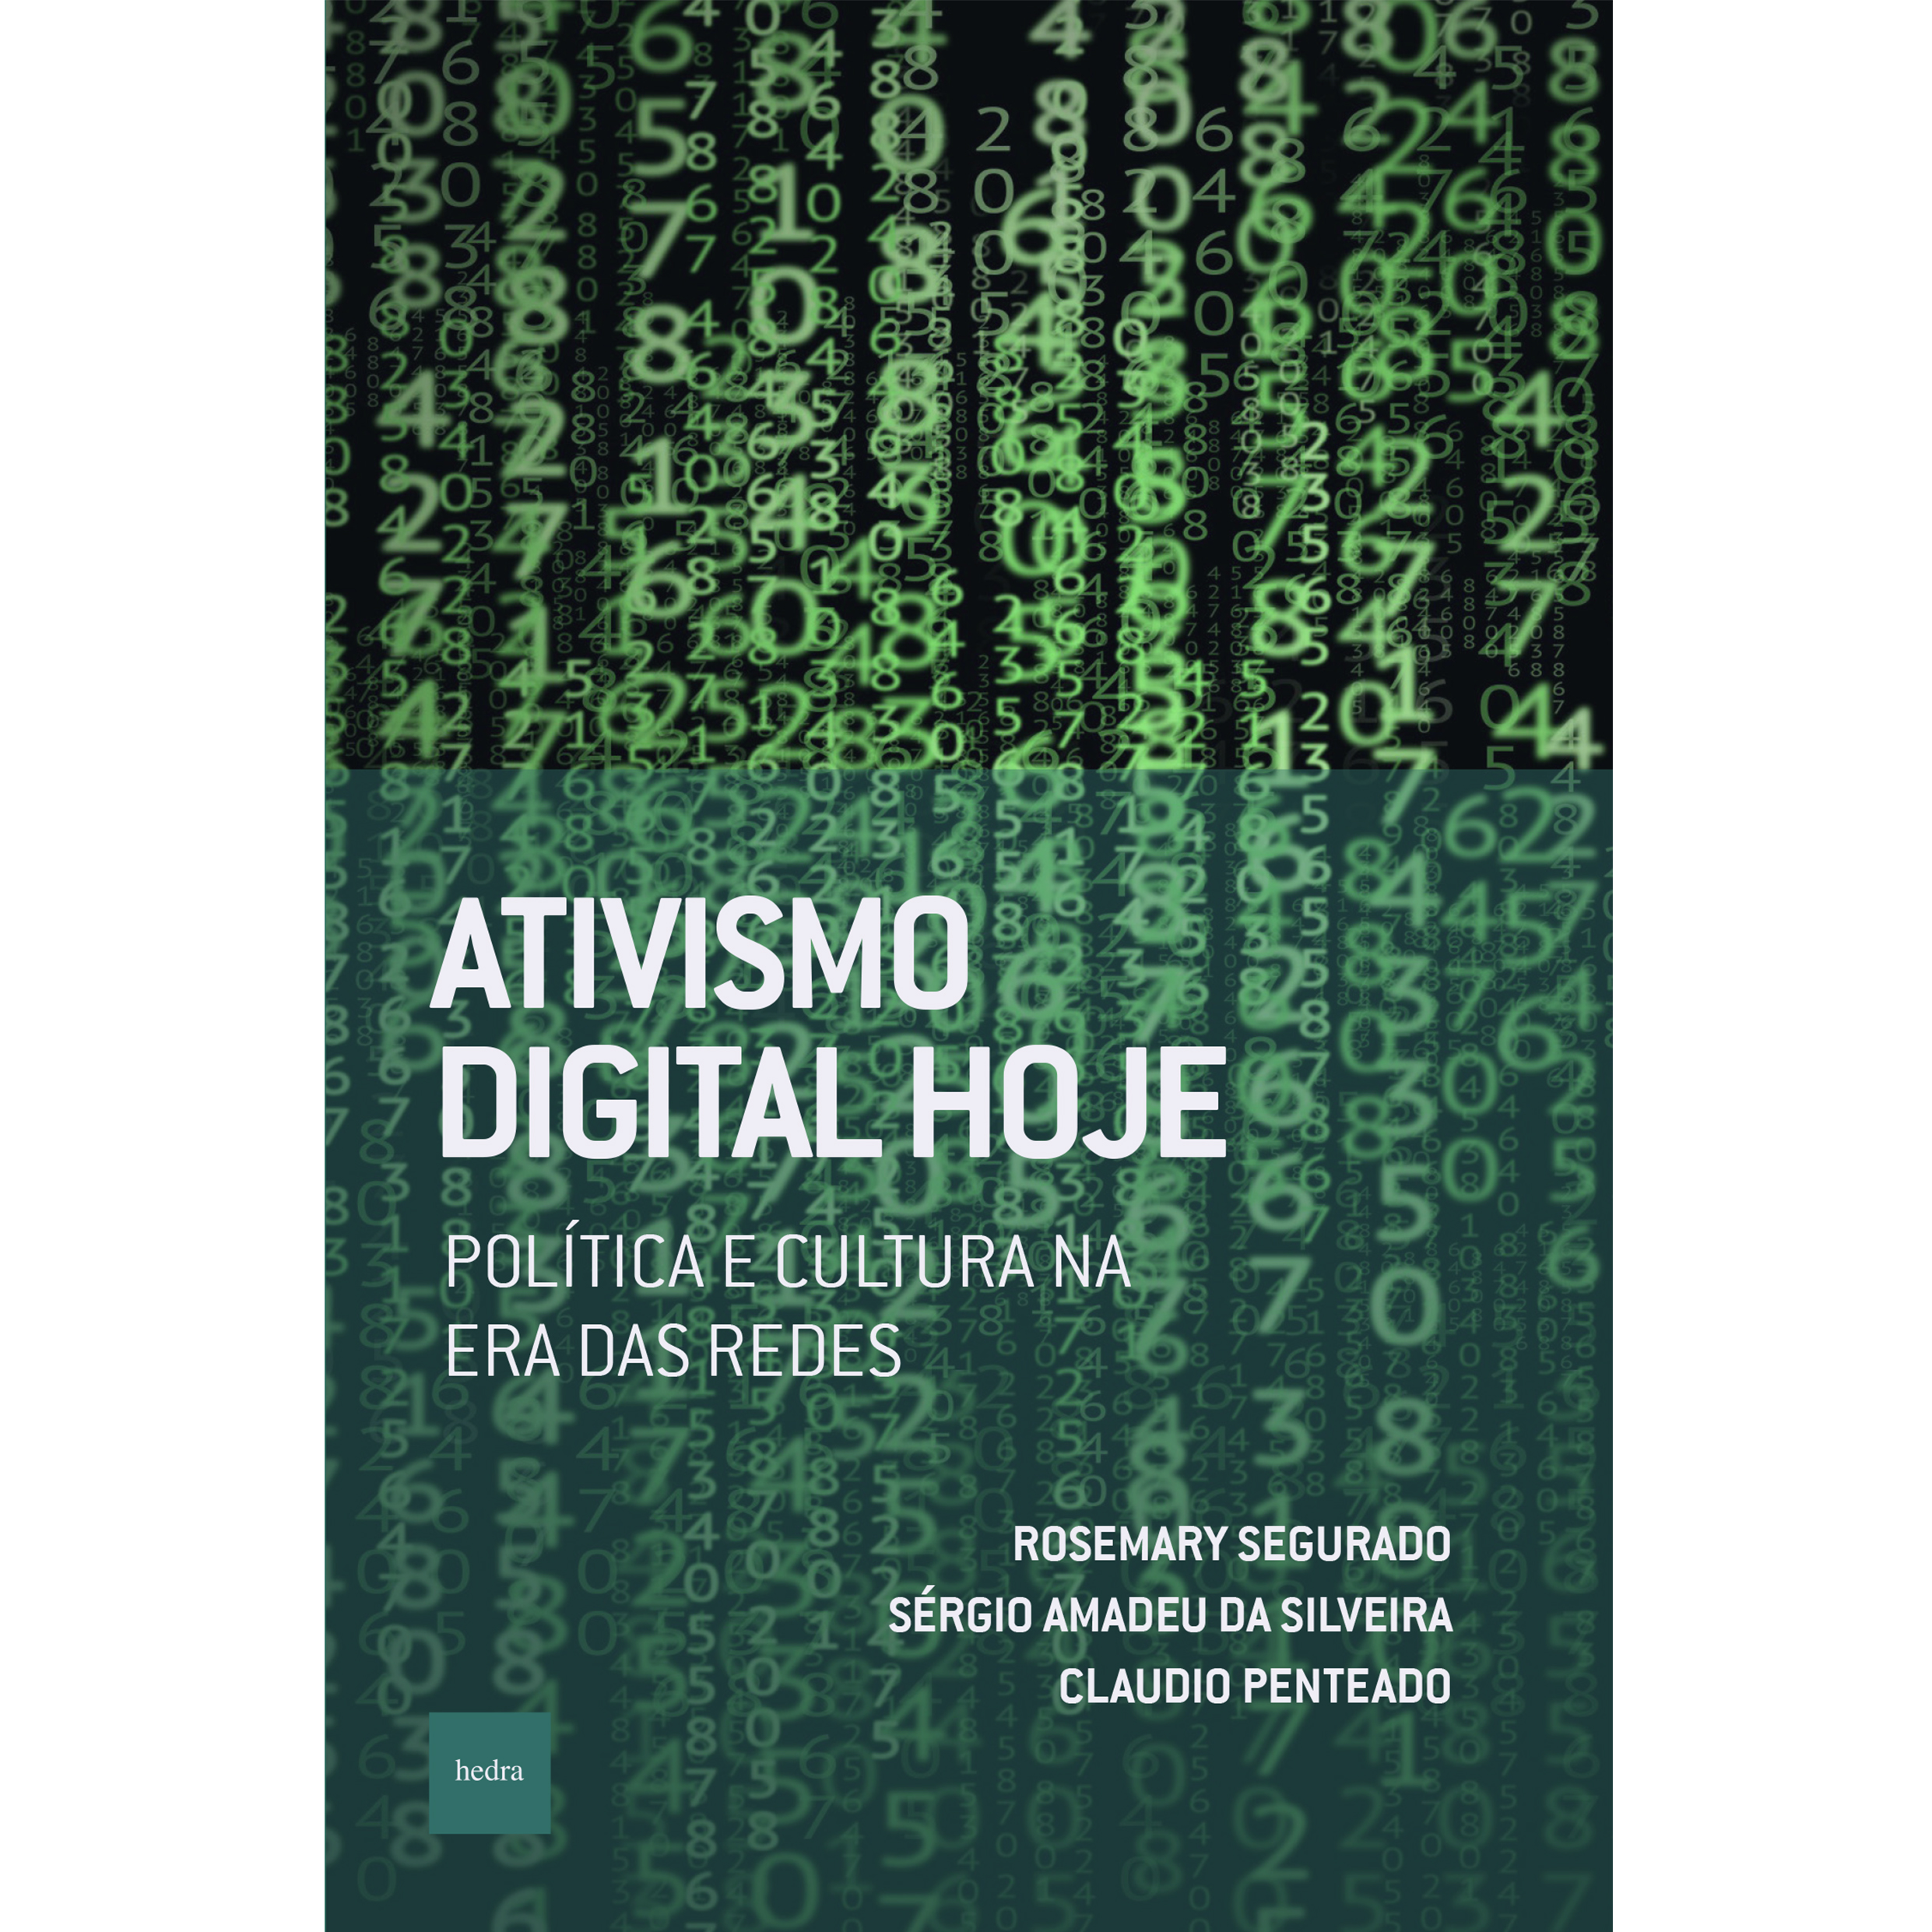 ATIVISMO
DIGITAL HOJE
POLÍTICA E CULTURA NA
ERA DAS REDES
ROSEMARY SEGURADO
SÉRGIO AMADEU DA SILVEIRA
CLAUDIO PENTEADO
hedra